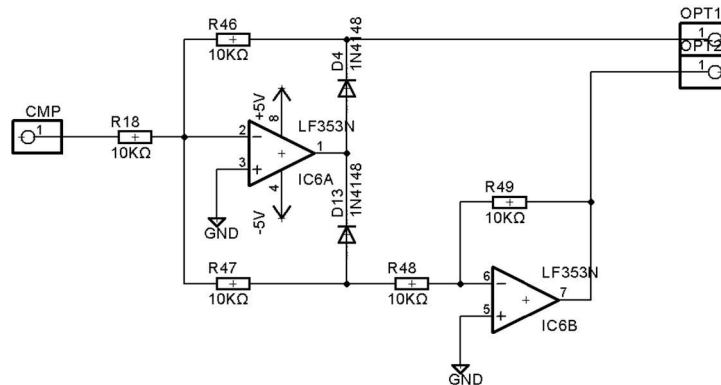 OPT1
1
OPT2
1
R46
10KΩ
D4
1N4148
CMP
1
R18
10KΩ
+5V
8
LF353N
2
3
1
4
IC6A
-5V
GND
D13
1N4148
R49
10KΩ
R47
10KΩ
R48
10KΩ
LF353N
6
7
5
IC6B
GND